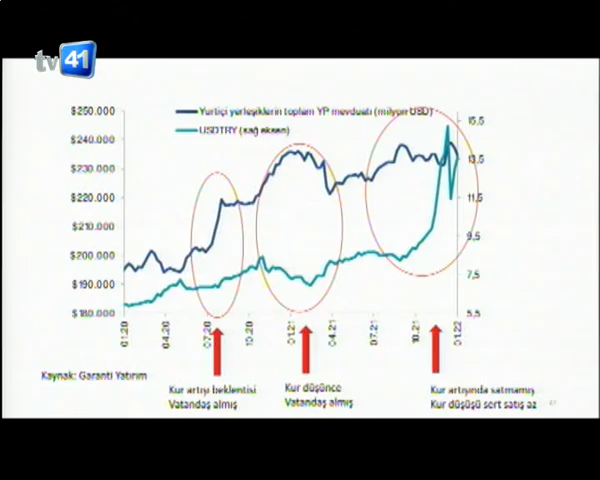 tv41
Yurtiçi yerleşiklerin toplam YP mevduatı (milyon USD)
USDTRY (sağ eksen)
$250.000
$240.000
$230.000
$220.000
$210.000
$200.000
$190.000
$180.000
15,5
13,5
11,5
9,5
7,5
5,5
01.20
04.20
07.20
10.20
01.21
04.21
07.21
10.21
01.22
Kaynak: Garanti Yatırım
Kur artışı beklentisi
Vatandaş almış
Kur düşünce
Vatandaş almış
Kur artışında satmamış
Kur düşüşü sert satış az